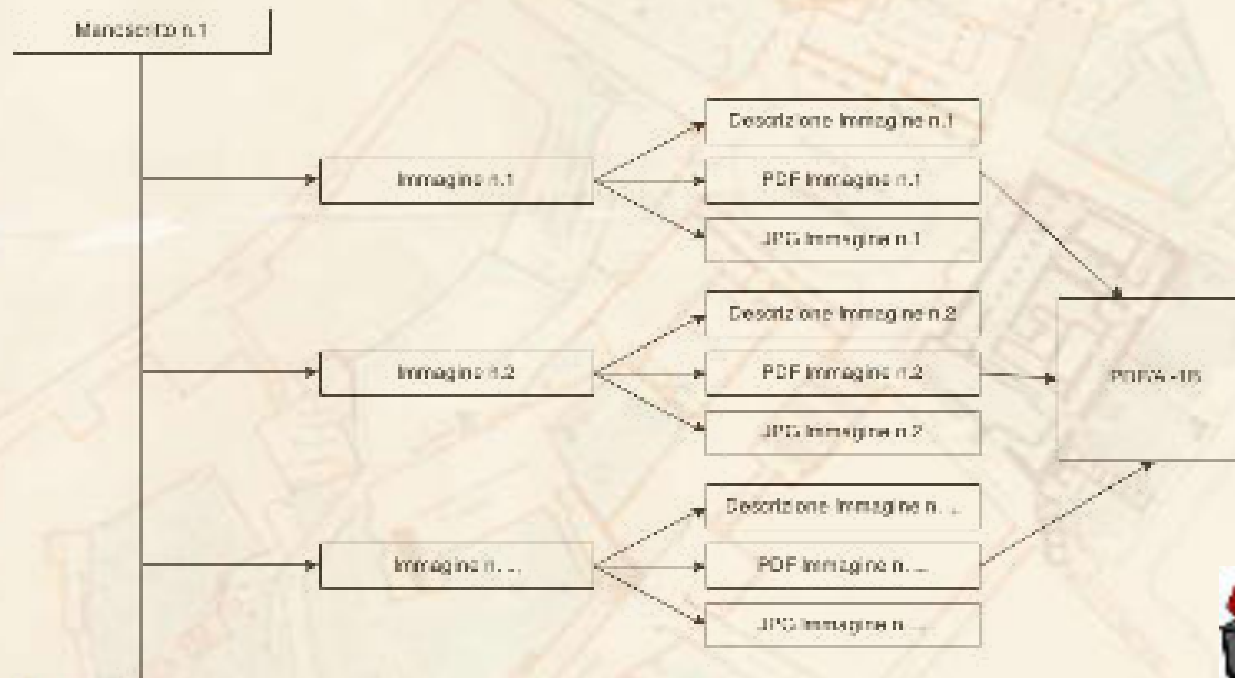 Manoscritto n.1
Descrizione Immagine n.1
Immagine n.1
PDF Immagine n.1
JPG Immagine n.1
Descrizione Immagine n.2
Immagine n.2
PDF Immagine n.2
JPG Immagine n.2
PDF/A -1B
Descrizione Immagine n. ...
Immagine n. ...
PDF Immagine n. ...
JPG Immagine n. ...